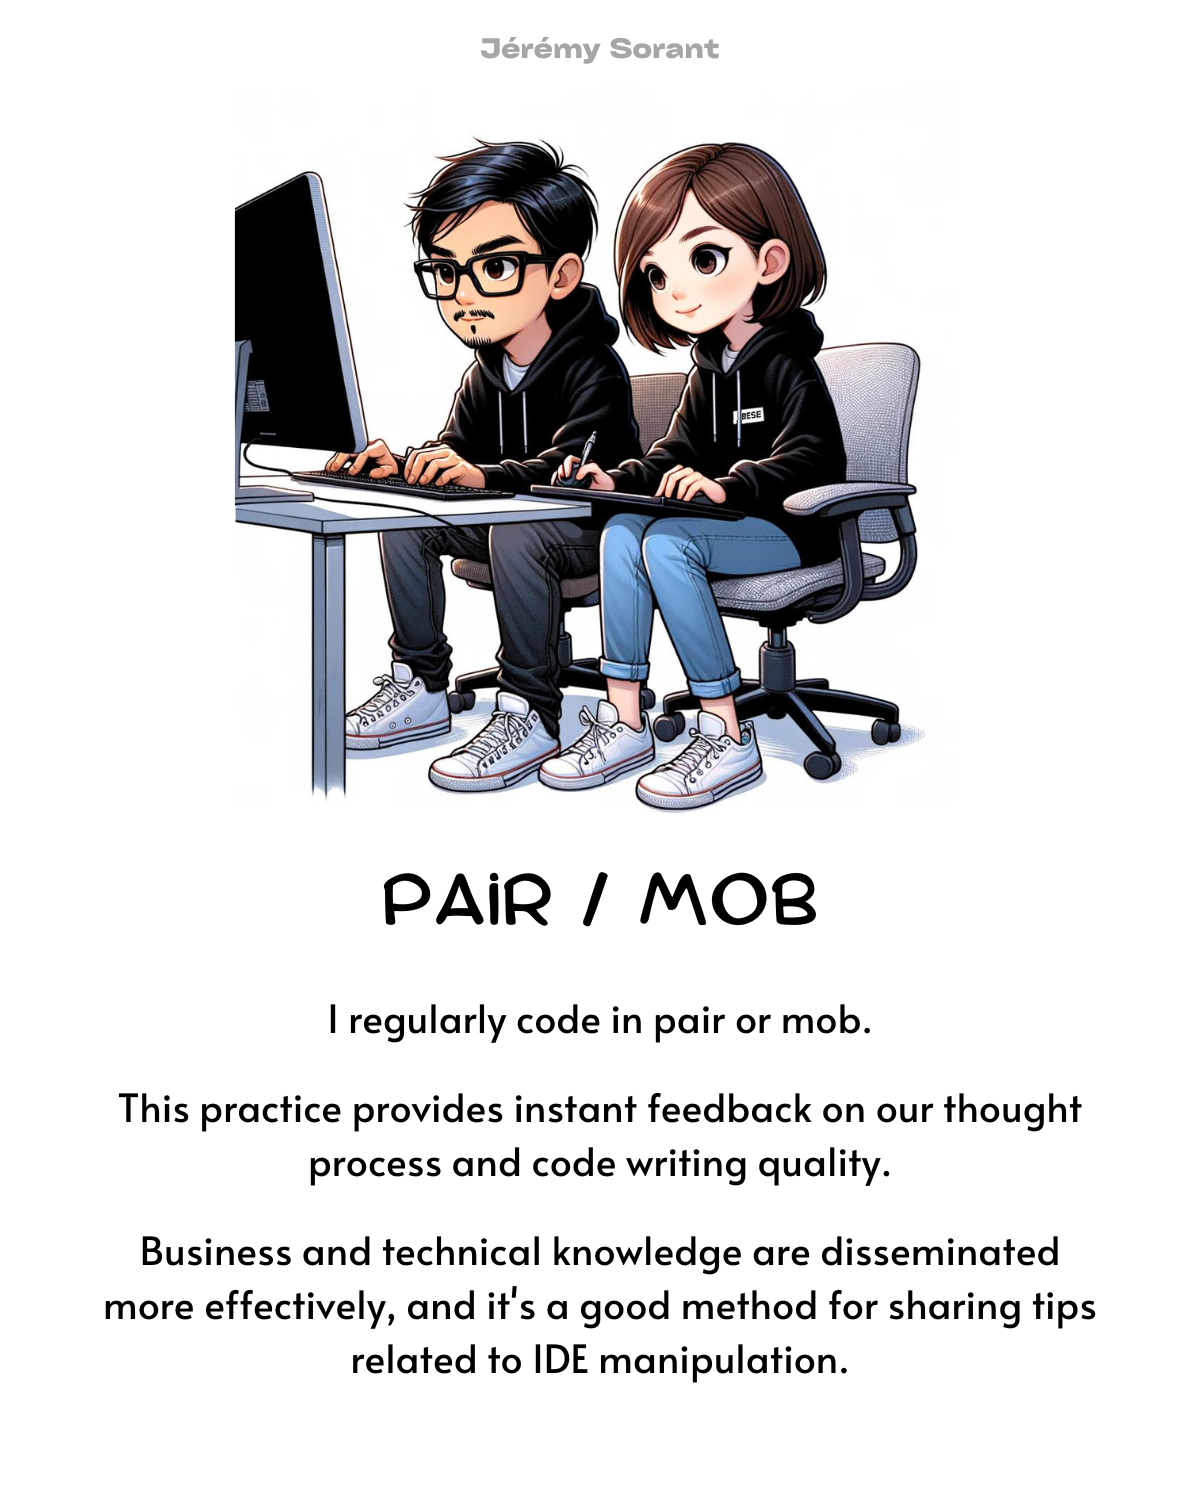 Jérémy Sorant
BESE
PAIR / MOB
I regularly code in pair or mob.
This practice provides instant feedback on our thought
process and code writing quality.
Business and technical knowledge are disseminated
more effectively, and it's a good method for sharing tips
related to IDE manipulation.